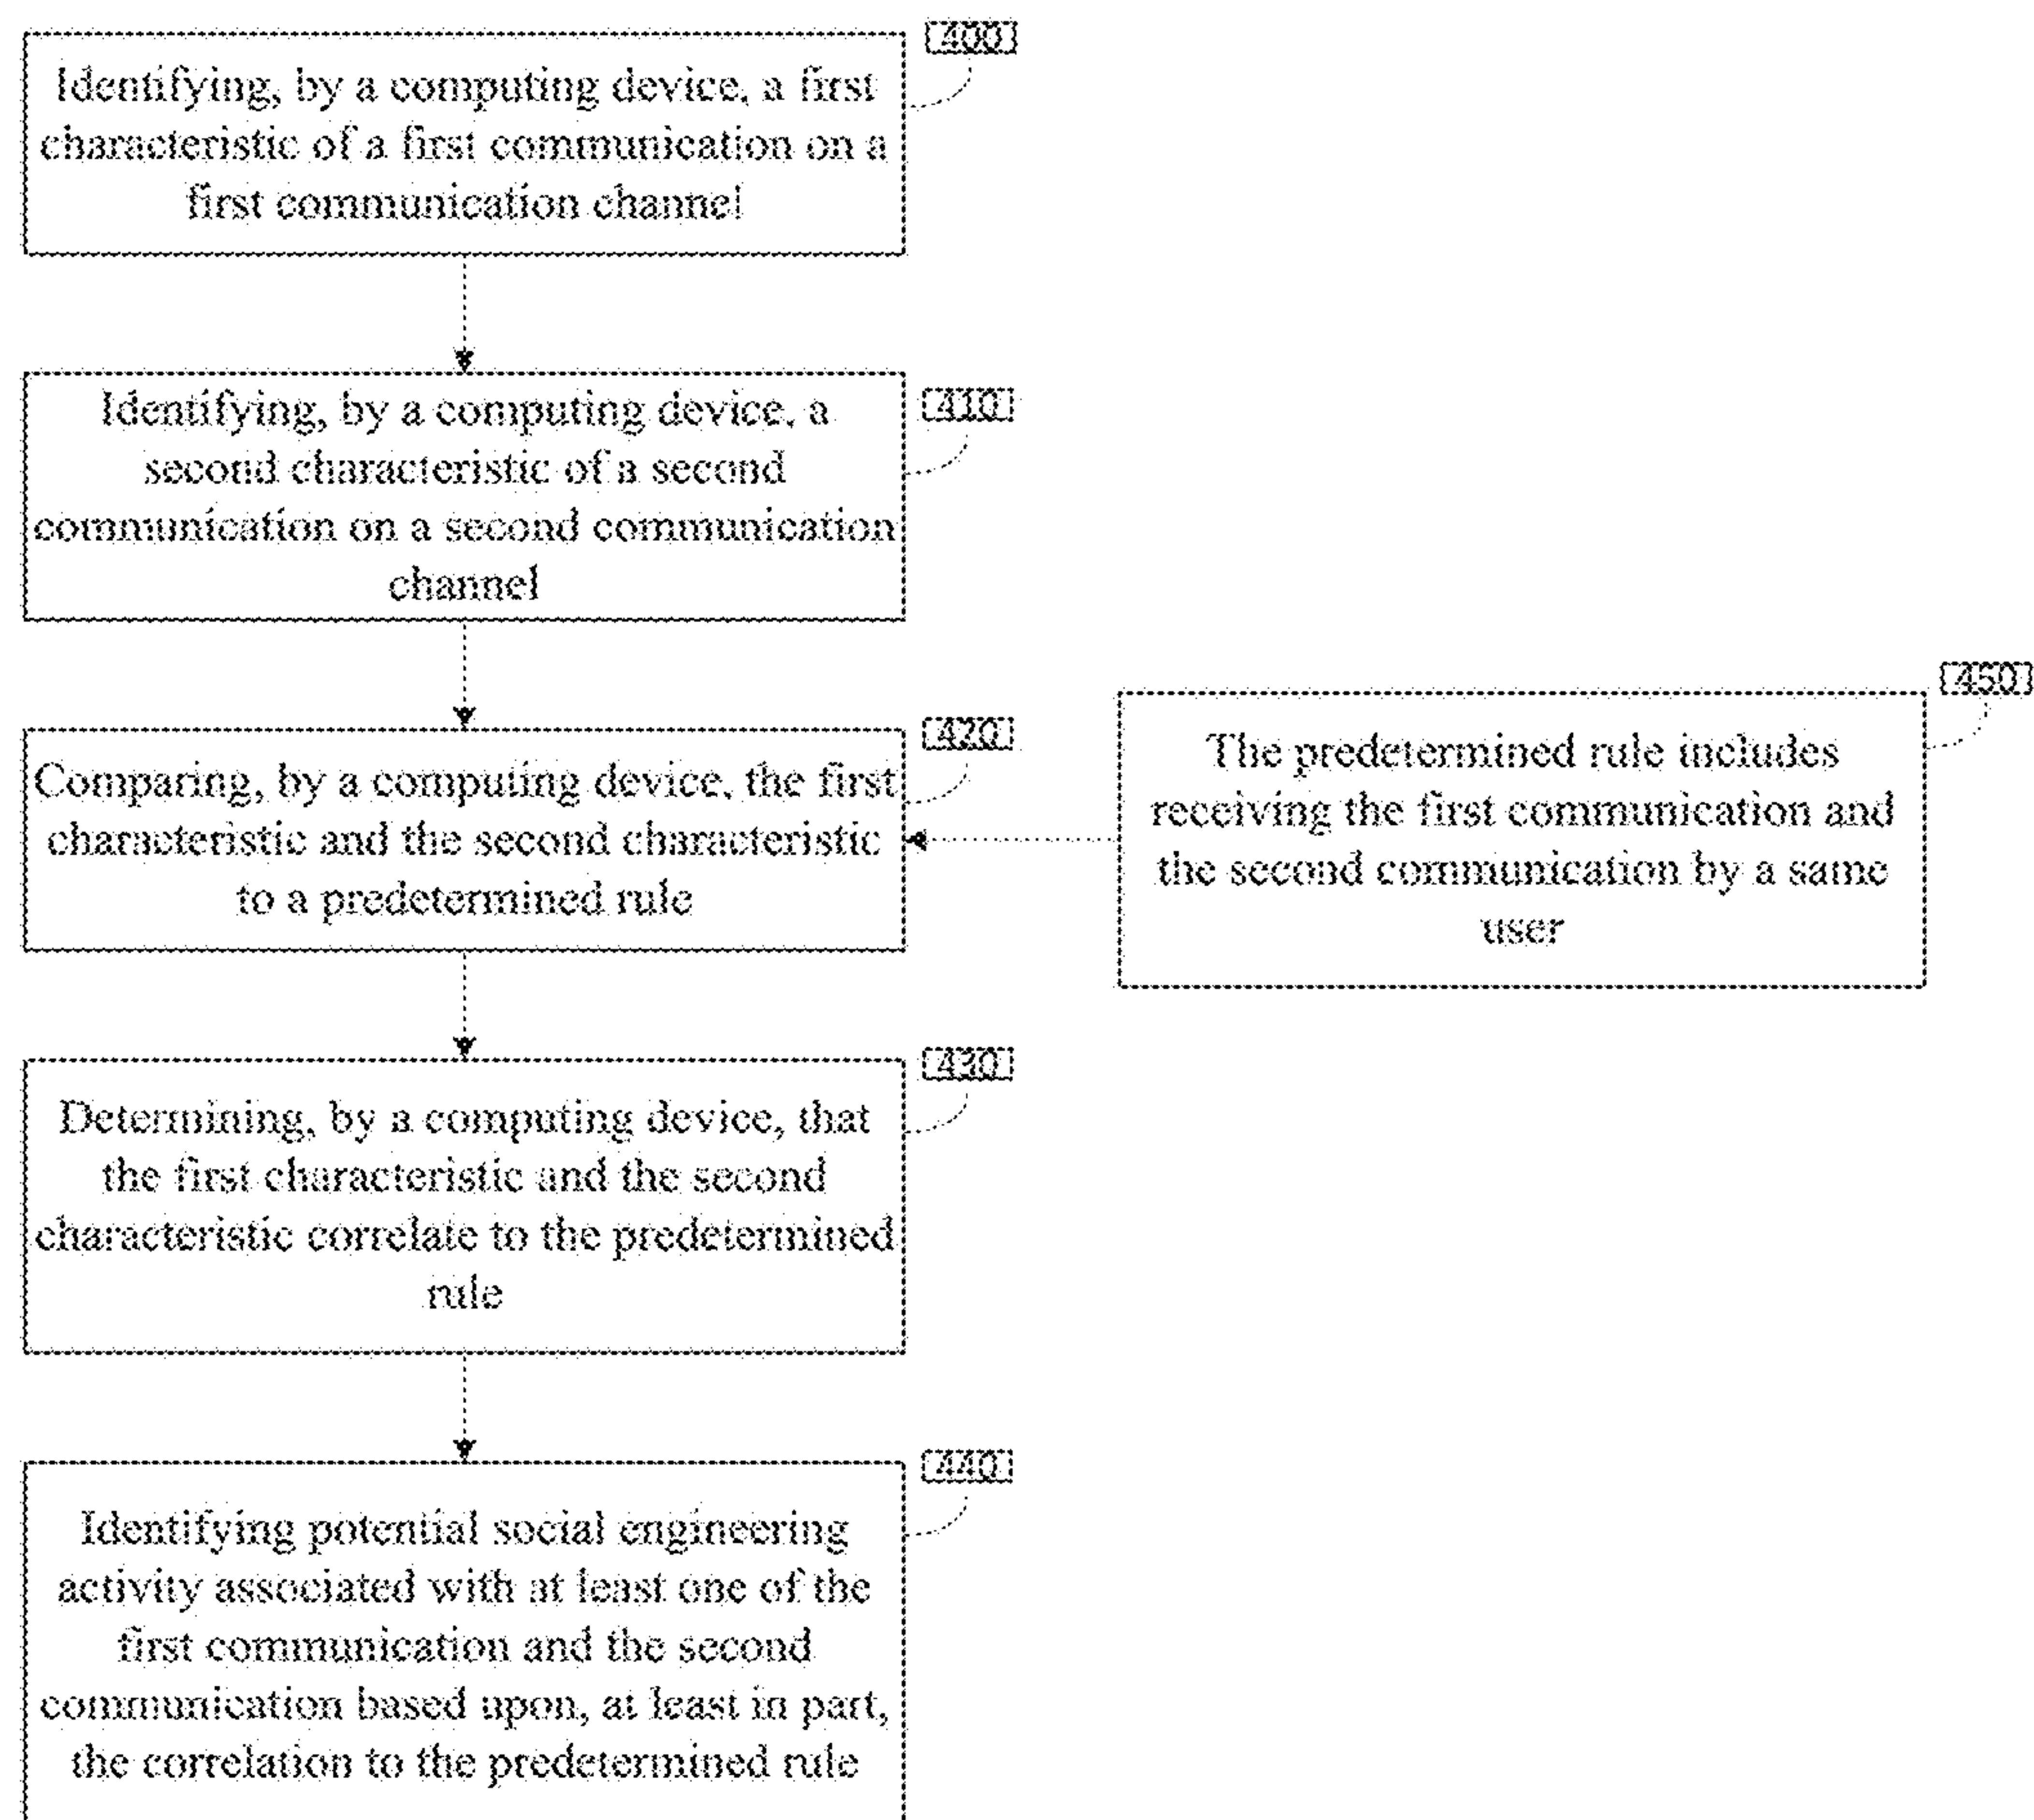 400
Identifying, by a computing device, a first
characteristic of a first communication on a
first communication channel
410
Identifying, by a computing device, a
second characteristic of a second
communication on a second communication
channel
420
Comparing, by a computing device, the first
characteristic and the second characteristic
to a predetermined rule
450
The predetermined rule includes
receiving the first communication and
the second communication by a same
user
430
Determining, by a computing device, that
the first characteristic and the second
characteristic correlate to the predetermined
rule
440
Identifying potential social engineering
activity associated with at least one of the
first communication and the second
communication based upon, at least in part,
the correlation to the predetermined rule